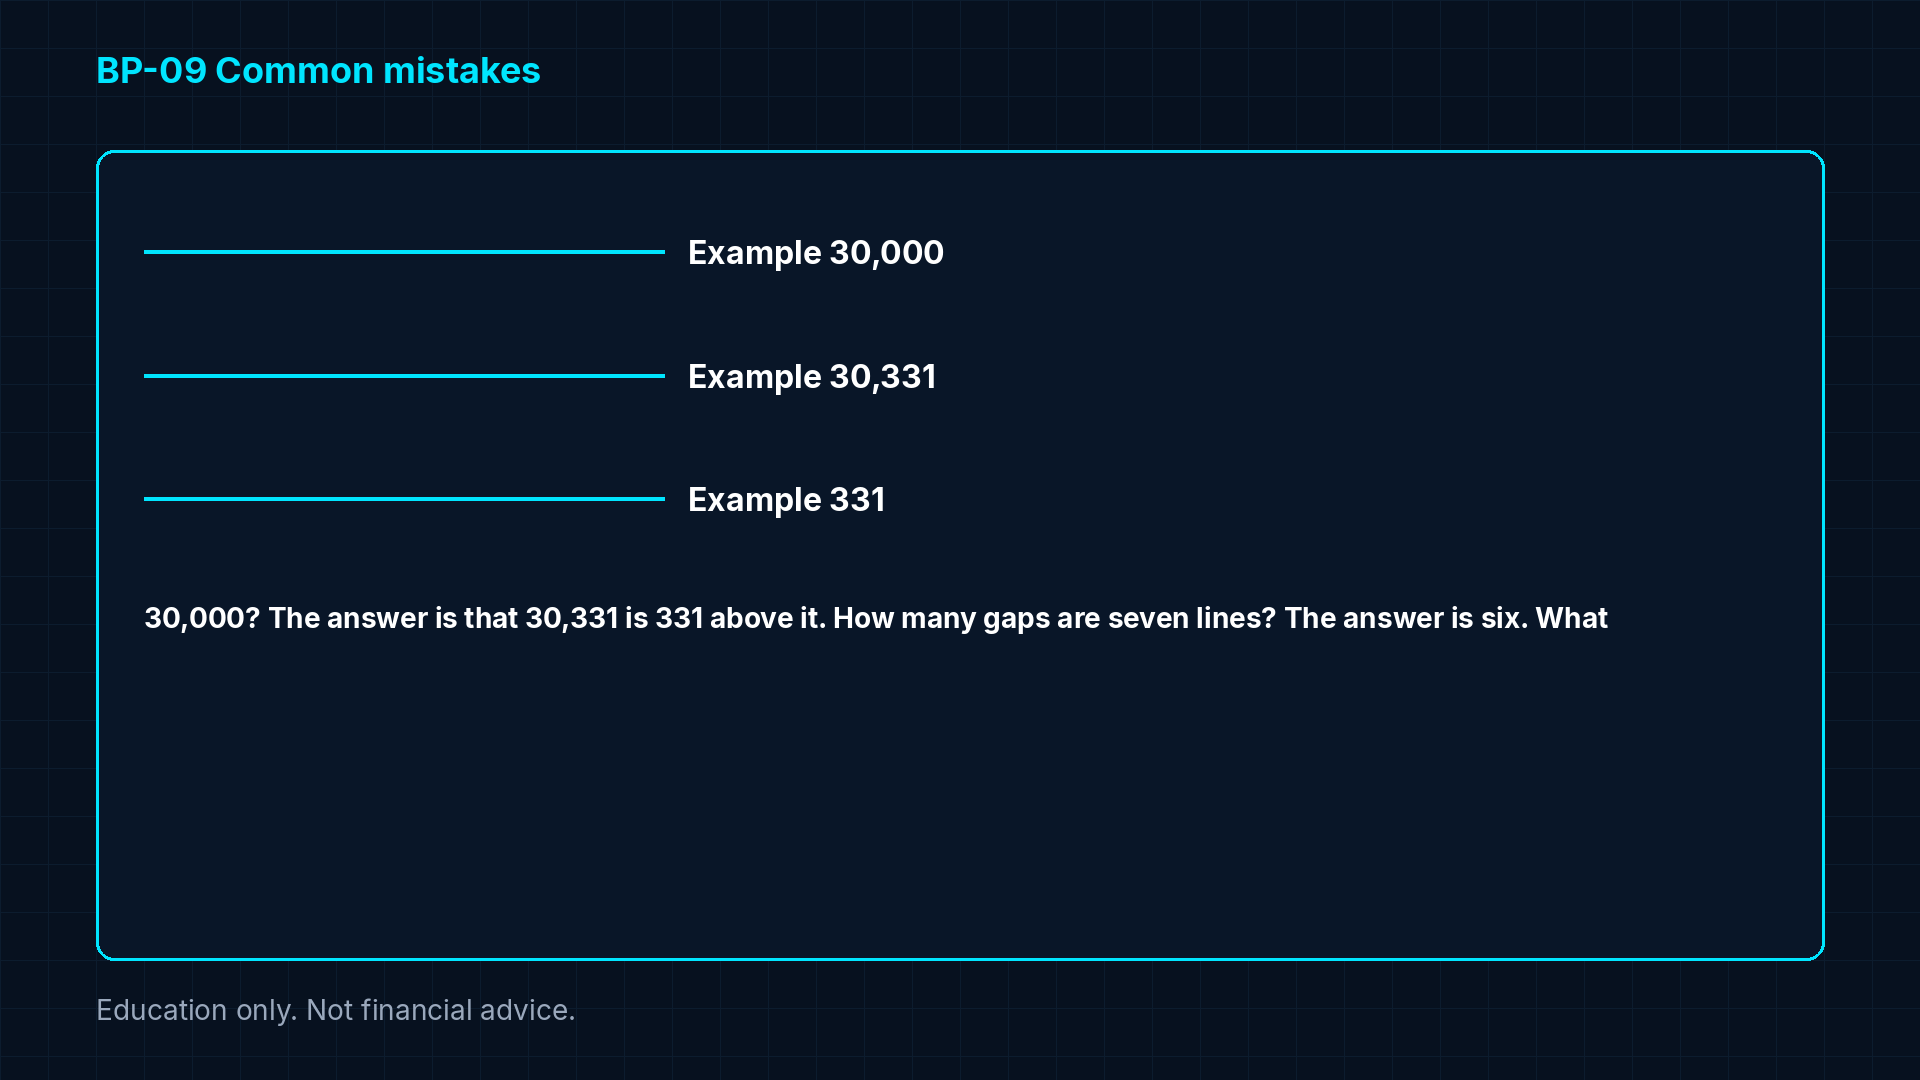 BP-09 Common mistakes
Example 30,000
Example 30,331
Example 331
30,000? The answer is that 30,331 is 331 above it. How many gaps are seven lines? The answer is six. What
Education only. Not financial advice.